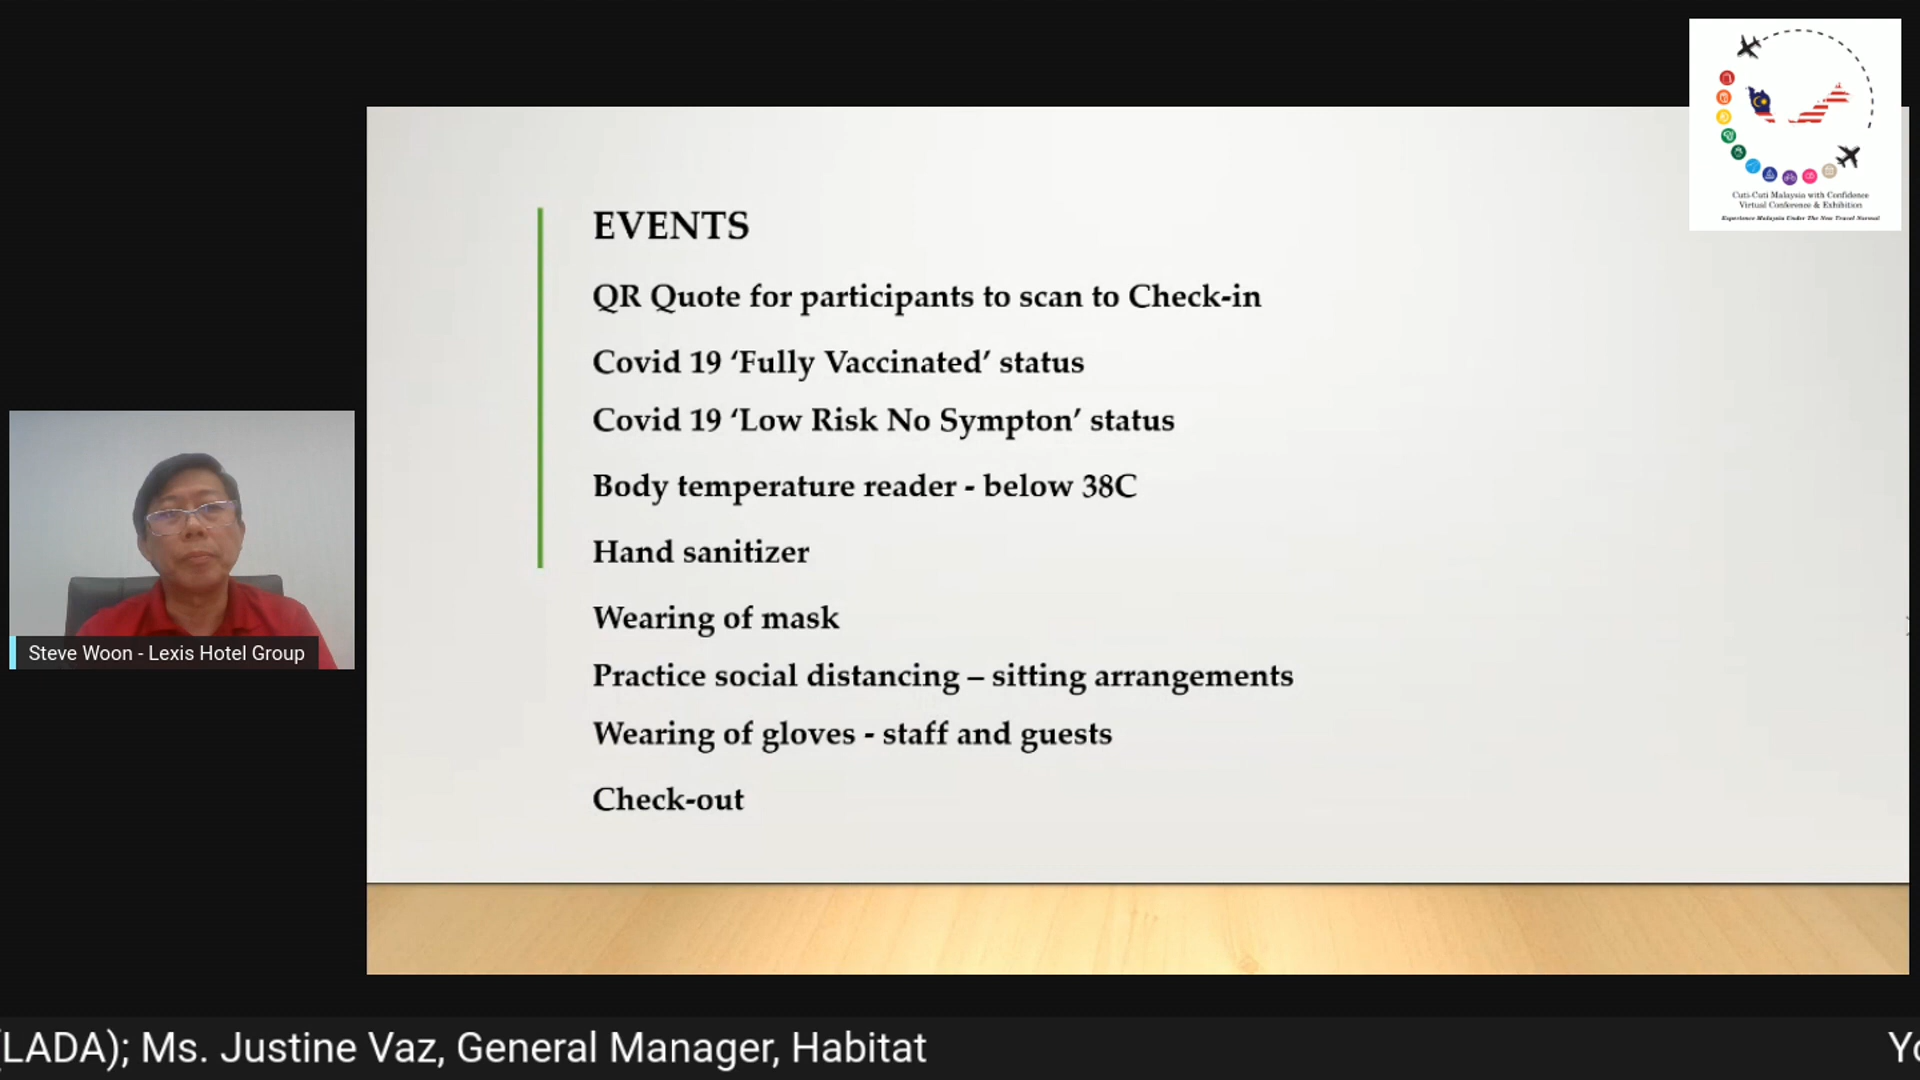 Cuti-Cuti Malaysia with Confidence
Virtual Conference & Exhibition
Experience Malaysia Under The New Travel Normal
EVENTS
QR Quote for participants to scan to Check-in
Covid 19 ‘Fully Vaccinated’ status
Covid 19 ‘Low Risk No Sympton’ status
Body temperature reader - below 38C
Hand sanitizer
Wearing of mask
Practice social distancing – sitting arrangements
Wearing of gloves - staff and guests
Check-out
Steve Woon - Lexis Hotel Group
(LADA); Ms. Justine Vaz, General Manager, Habitat